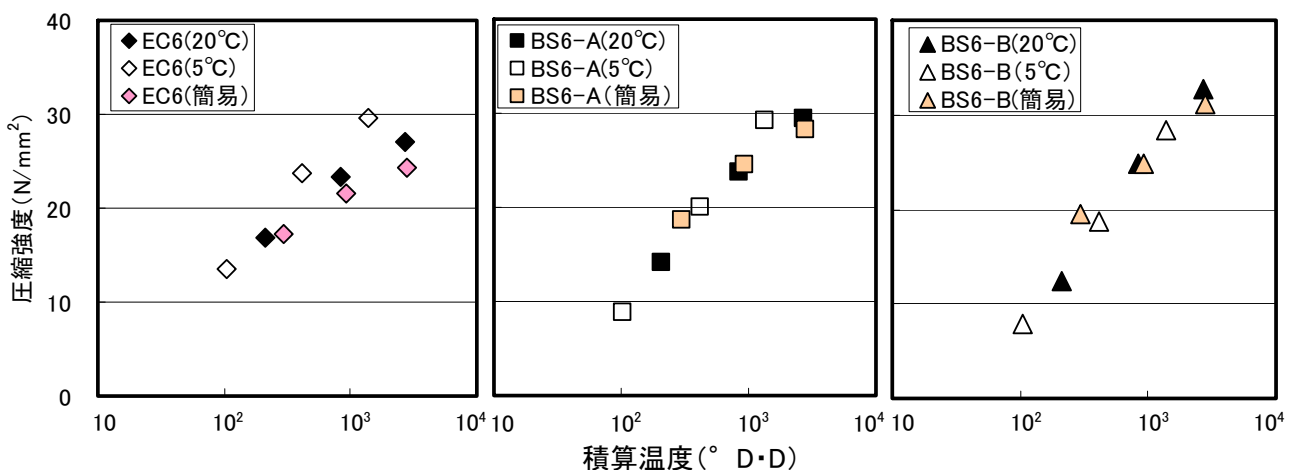 圧縮強度(N/mm²)
40
30
20
10
0
EC6(20℃)
EC6(5℃)
EC6(簡易)
10 10² 10³ 10⁴
BS6-A(20℃)
BS6-A(5℃)
BS6-A(簡易)
10 10² 10³ 10⁴
BS6-B(20℃)
BS6-B(5℃)
BS6-B(簡易)
10 10² 10³ 10⁴
積算温度(°D・D)